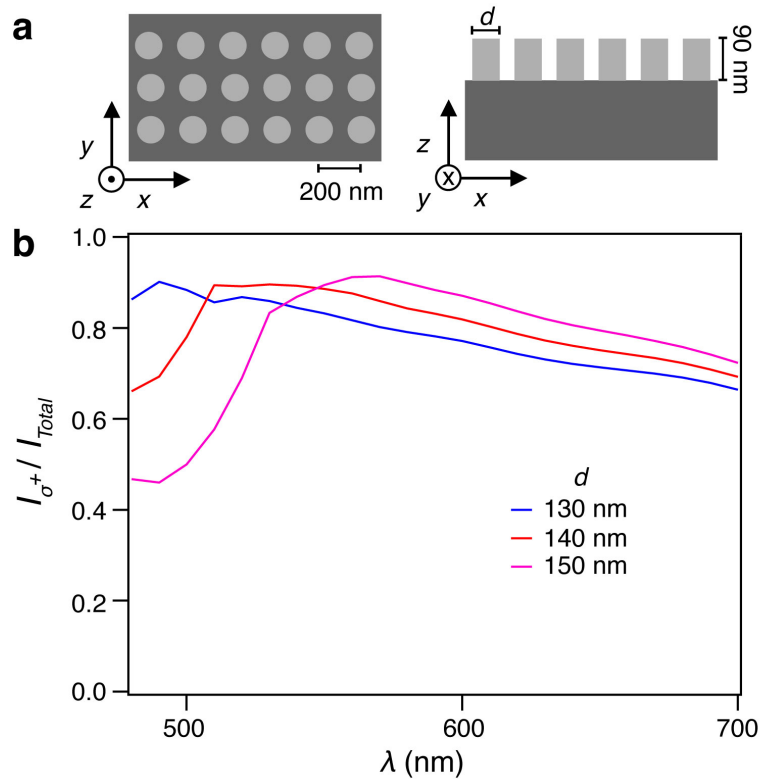 a
d
90 nm
y
z
z
x
200 nm
y
x
x
b
1.0
0.8
0.6
0.4
0.2
0.0
Iσ+ / ITotal
d
130 nm
140 nm
150 nm
500
600
700
λ (nm)